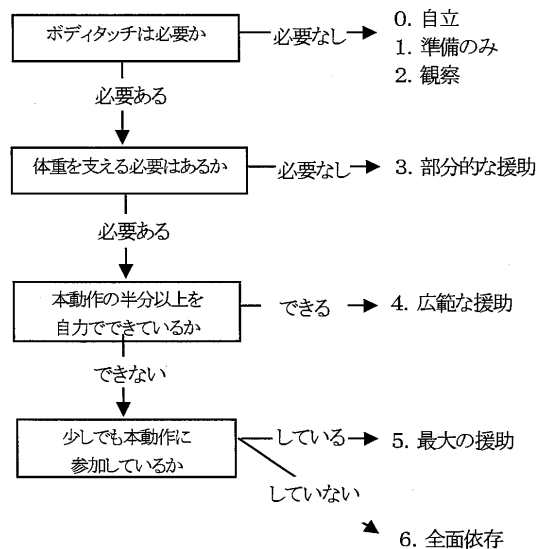 ボディタッチは必要か
必要なし
0. 自立
1. 準備のみ
2. 観察
必要ある
体重を支える必要はあるか
必要なし
3. 部分的な援助
必要ある
本動作の半分以上を
自力でできているか
できる
4. 広範な援助
できない
少しでも本動作に
参加しているか
している
5. 最大の援助
していない
6. 全面依存